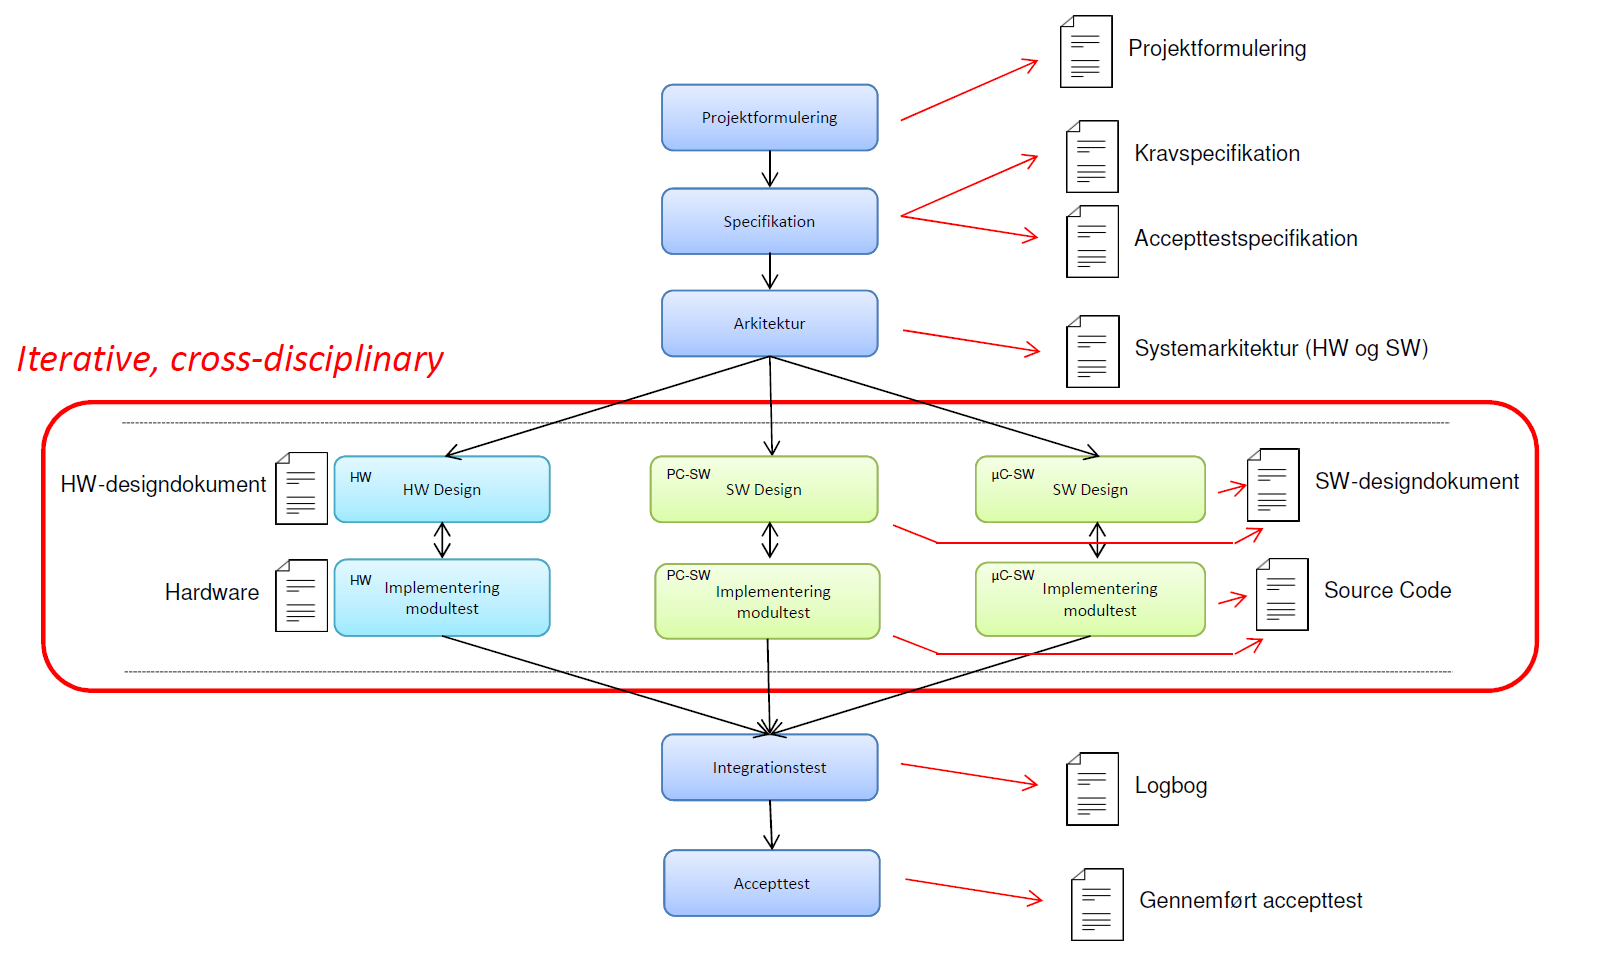 Projektformulering
Projektformulering
Kravspecifikation
Specifikation
Accepttestspecifikation
Arkitektur
Systemarkitektur (HW og SW)
Iterative, cross-disciplinary
HW-designdokument
HW
HW Design
PC-SW
SW Design
µC-SW
SW Design
SW-designdokument
Hardware
HW
Implementering
modultest
PC-SW
Implementering
modultest
µC-SW
Implementering
modultest
Source Code
Integrationstest
Logbog
Accepttest
Gennemført accepttest